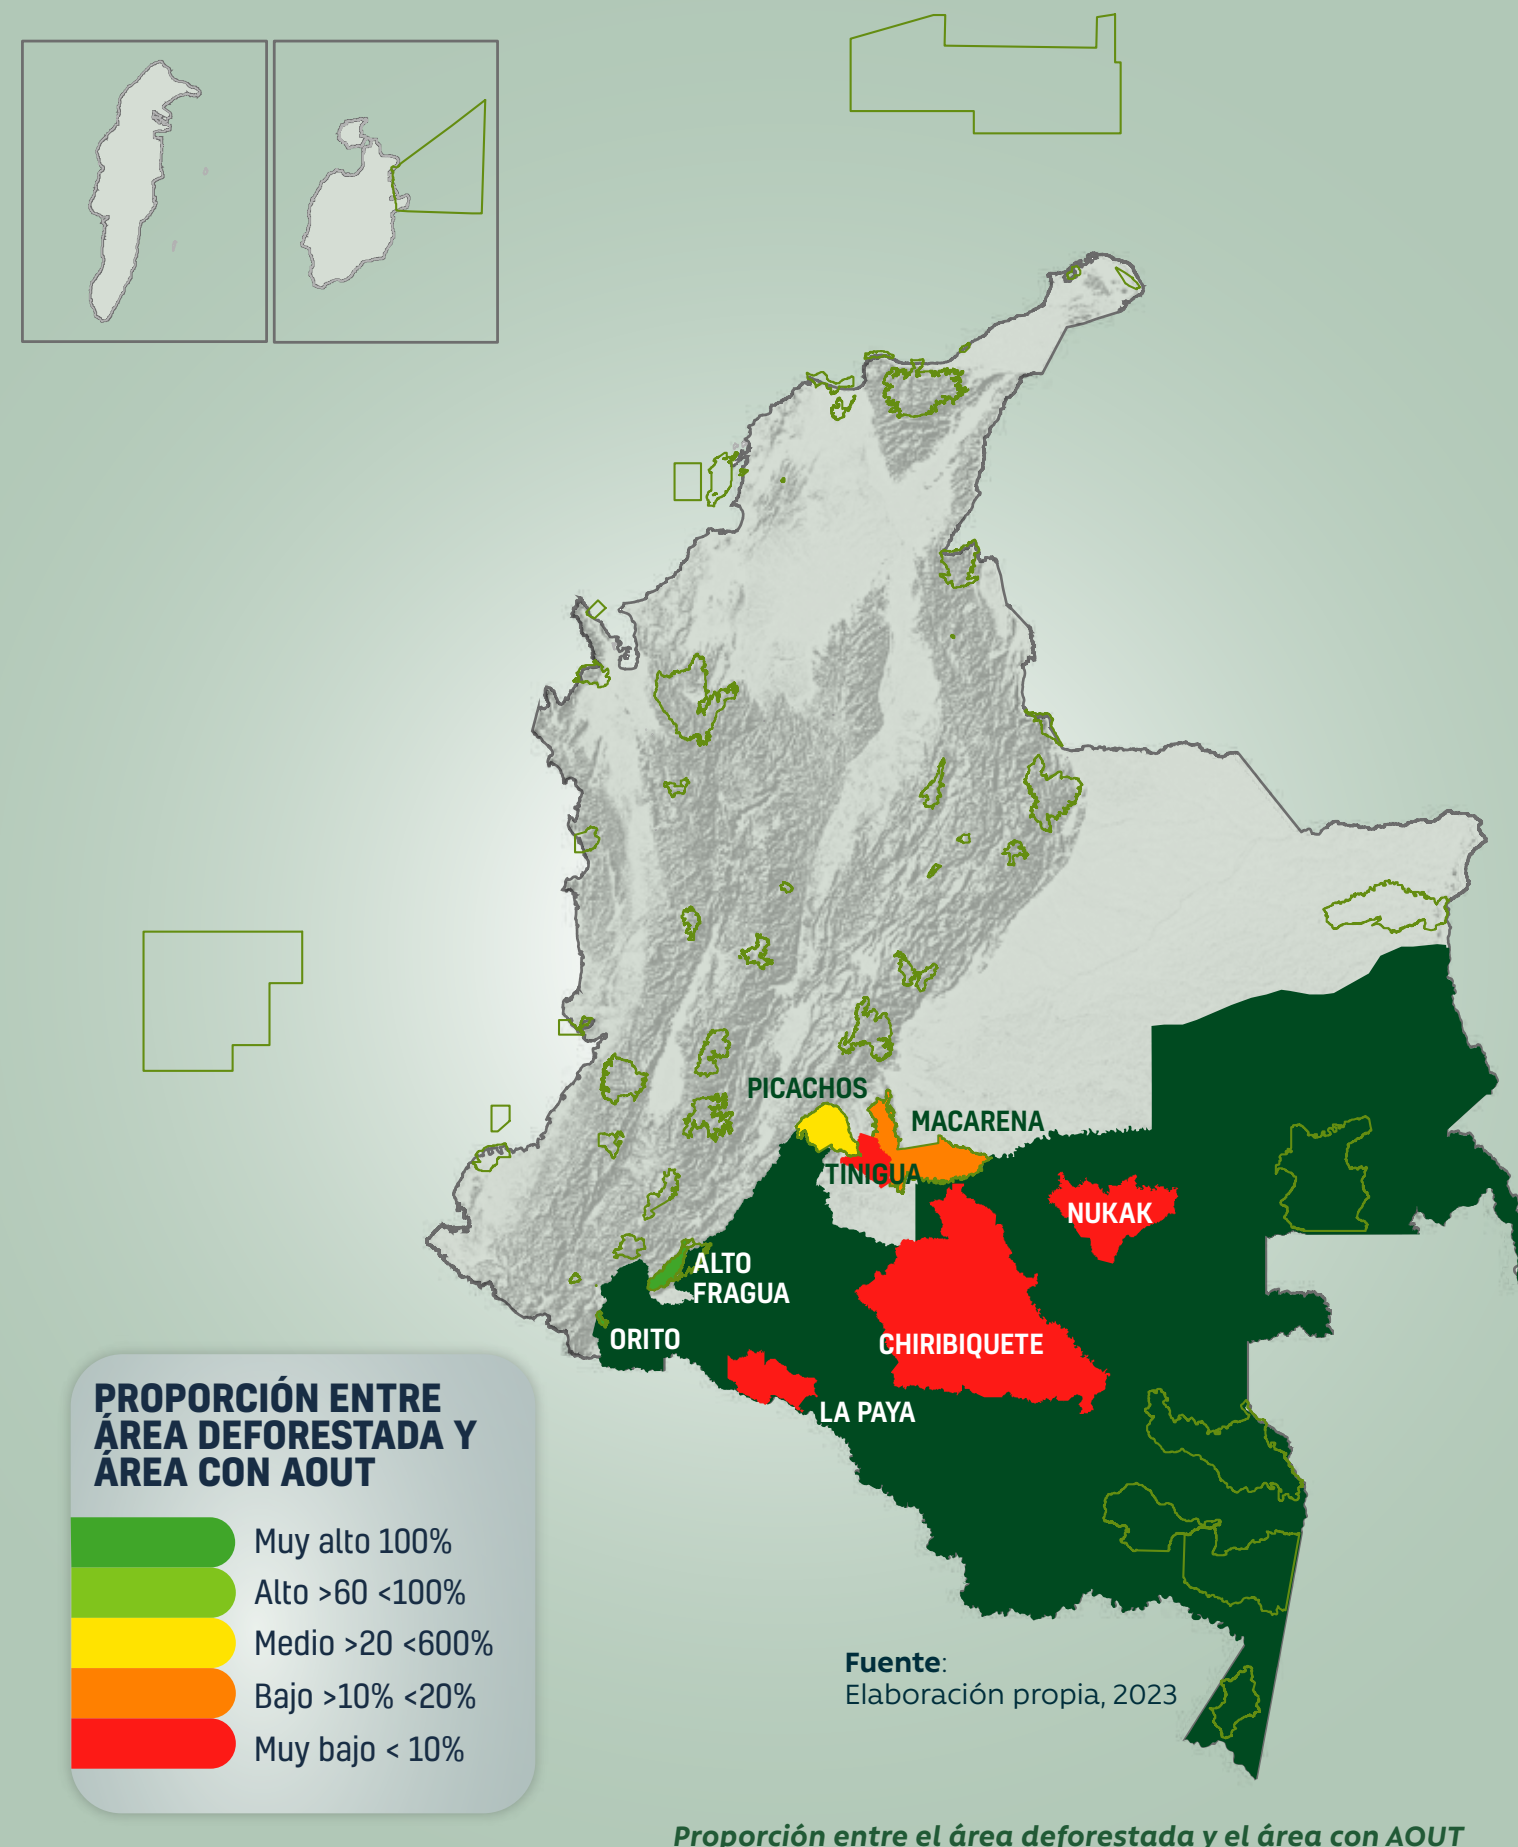 PICACHOS
MACARENA
TINIGUA
NUKAK
ALTO
FRAGUA
ORITO
CHIRIBIQUETE
LA PAYA
PROPORCIÓN ENTRE
ÁREA DEFORESTADA Y
ÁREA CON AOUT
Muy alto 100%
Alto >60 <100%
Medio >20 <600%
Bajo >10% <20%
Muy bajo < 10%
Fuente:
Elaboración propia, 2023
Proporción entre el área deforestada y el área con AOUT